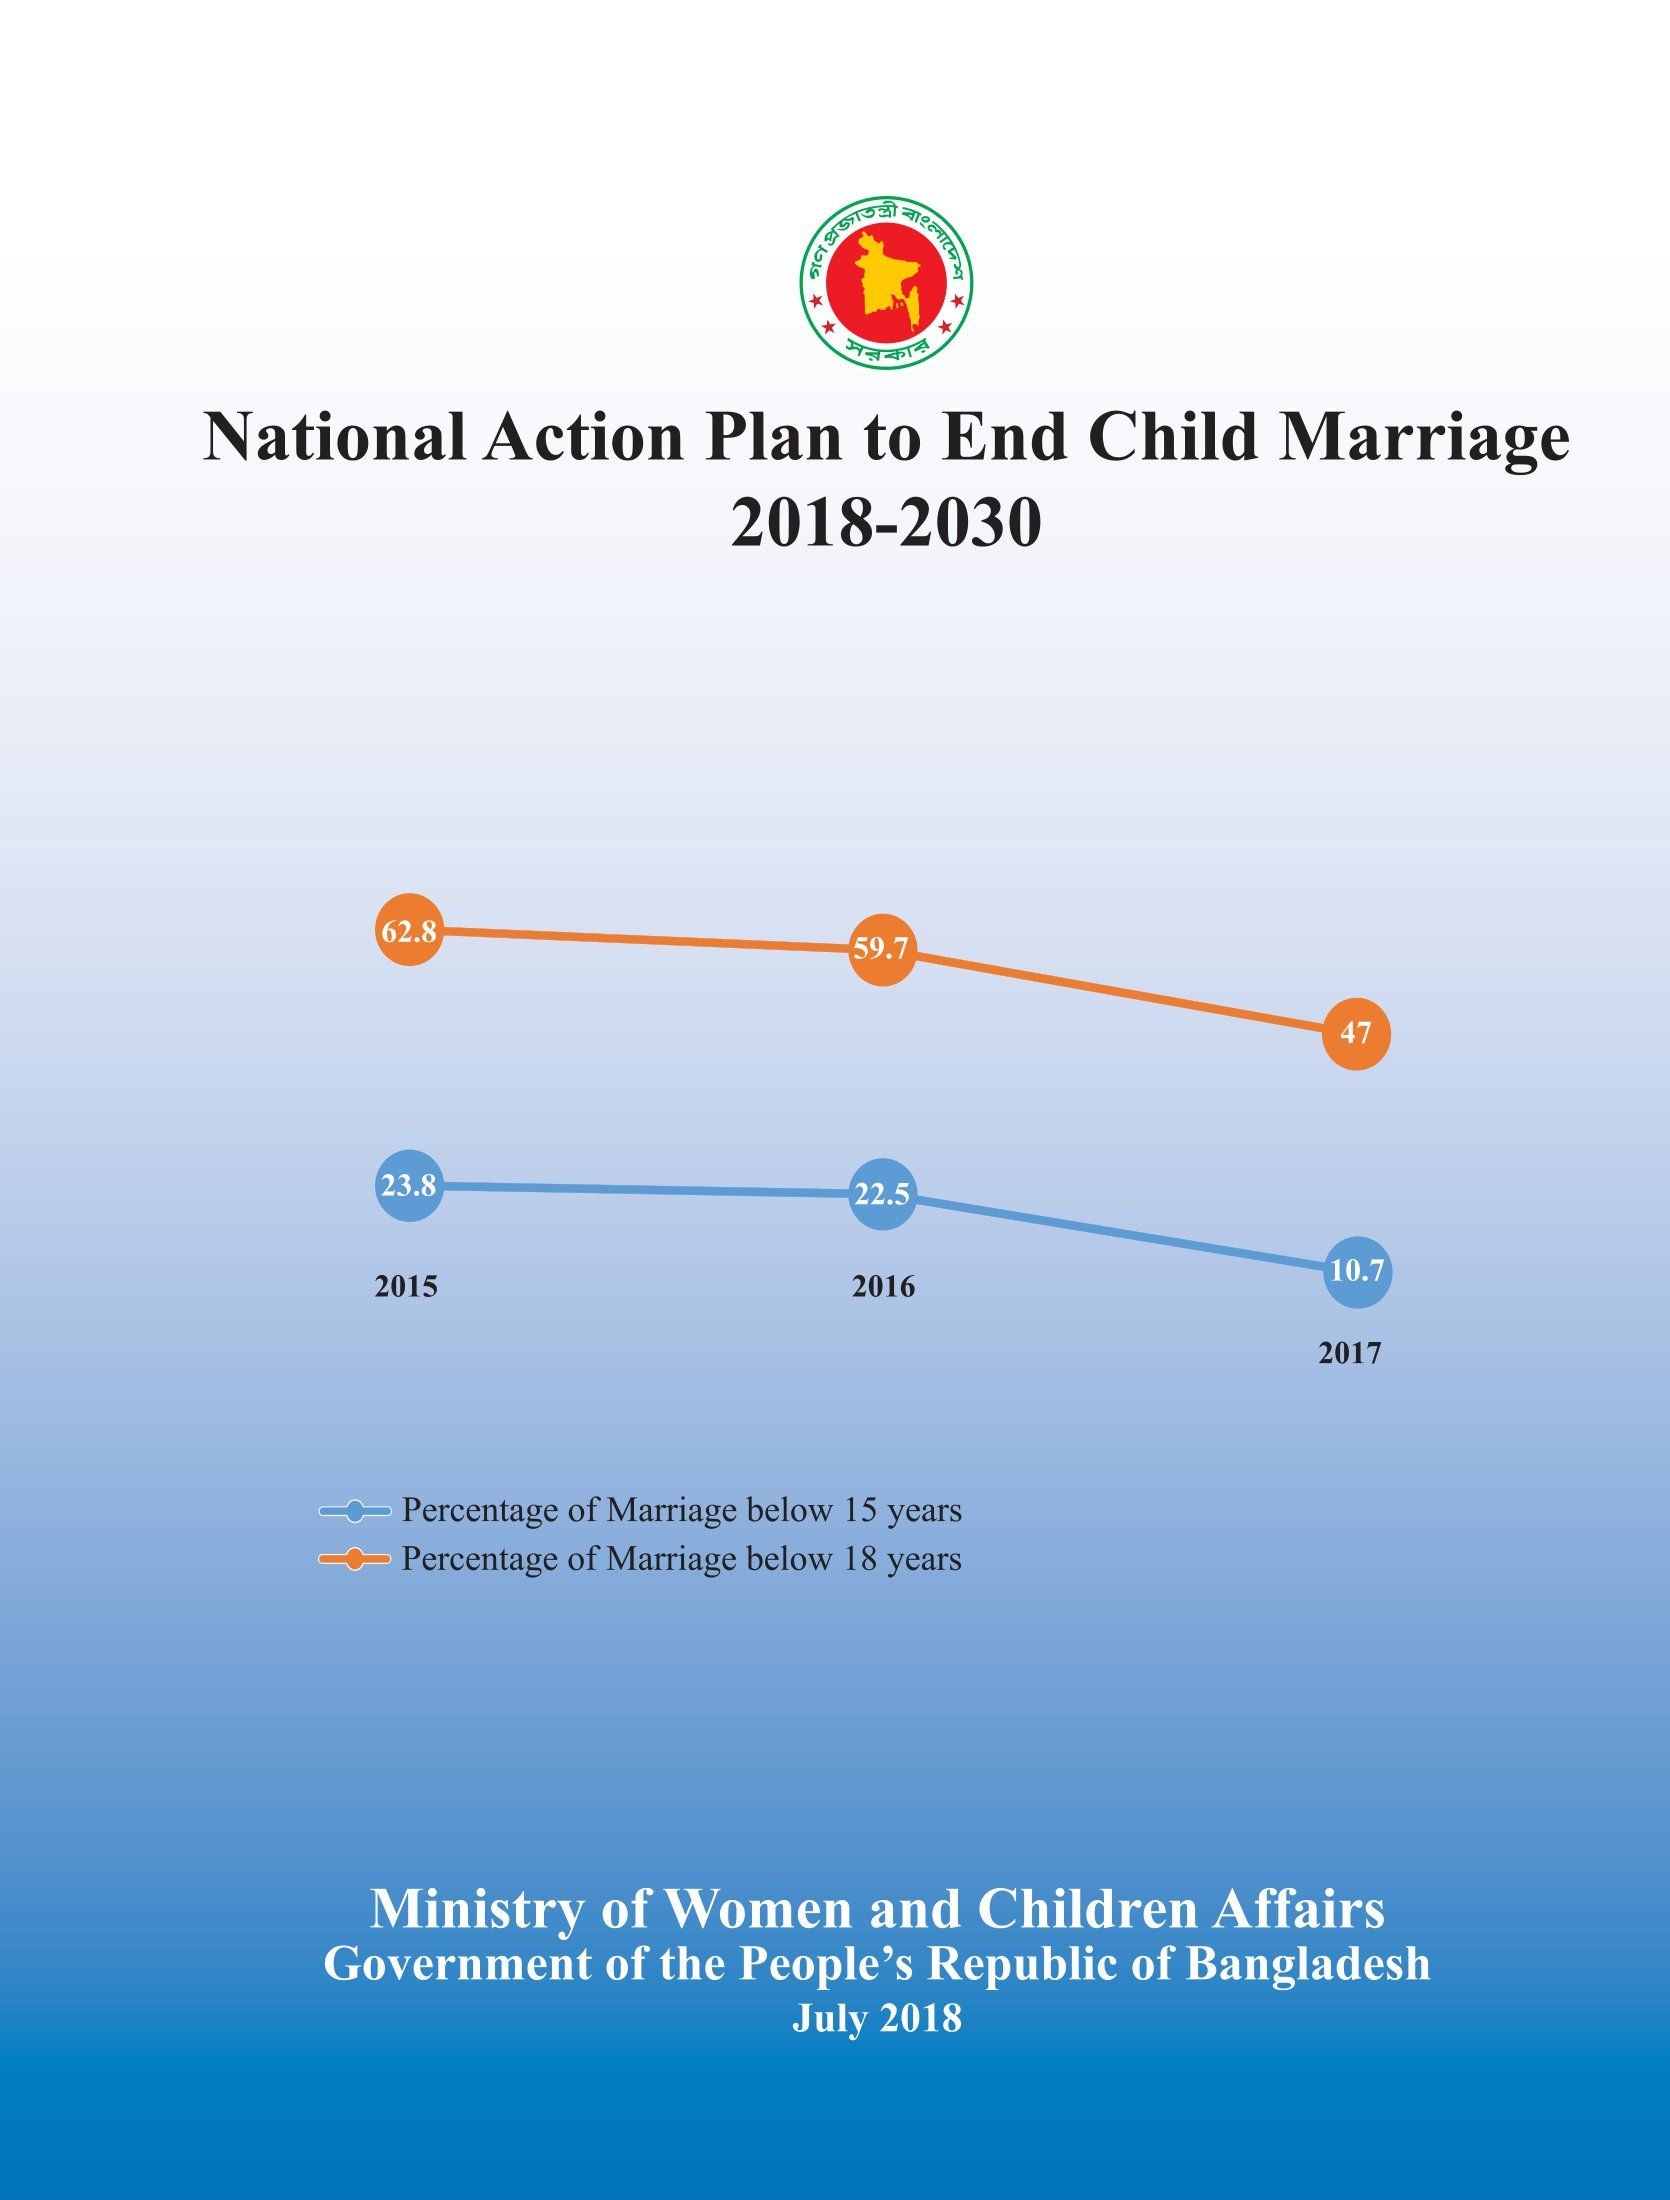 গণপ্রজাতন্ত্রী বাংলাদেশ
সরকার
National Action Plan to End Child Marriage
2018-2030
62.8
59.7
47
23.8
22.5
10.7
2015
2016
2017
Percentage of Marriage below 15 years
Percentage of Marriage below 18 years
Ministry of Women and Children Affairs
Government of the People’s Republic of Bangladesh
July 2018